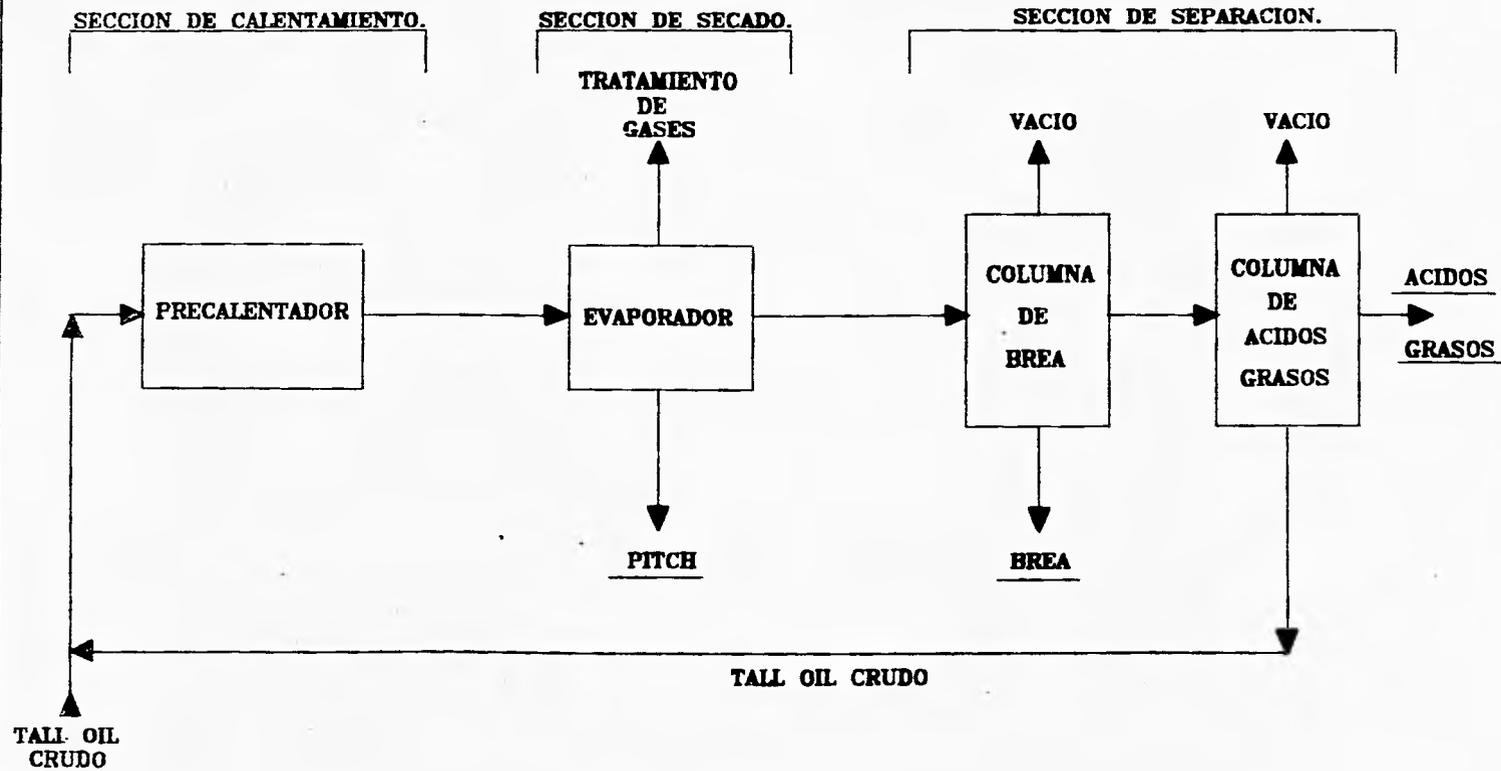 SECCION DE CALENTAMIENTO.
SECCION DE SECADO.
SECCION DE SEPARACION.
TRATAMIENTO
DE
GASES
VACIO
VACIO
PRECALENTADOR
EVAPORADOR
COLUMNA
DE
BREA
COLUMNA
DE
ACIDOS
GRASOS
ACIDOS
GRASOS
PITCH
BREA
TALL OIL CRUDO
TALL OIL
CRUDO